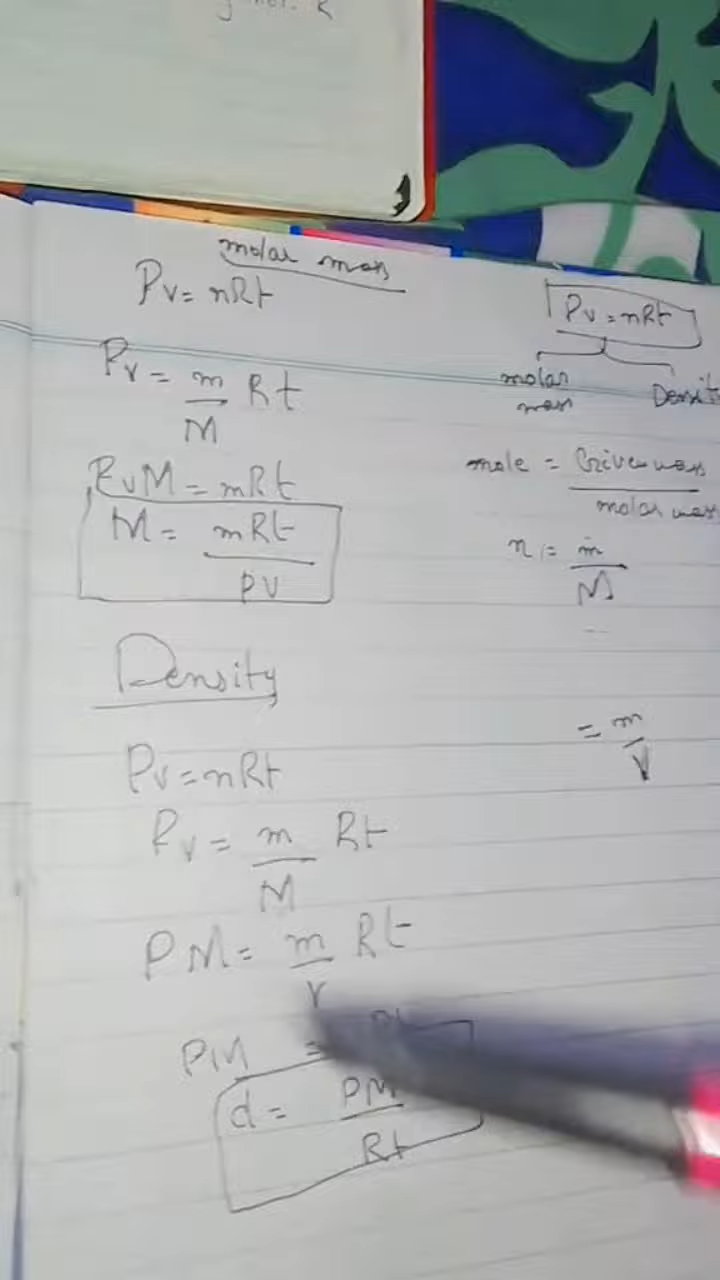 molar mass
Pv = nRt
Pv = m/M Rt
PvM = mRt
M = mRt/PV
Pv = nRt
molar mass
Densit
mole = Given mass/molar mass
n = m/M
Density
= m/V
Pv = nRt
Pv = m/M Rt
PM = m/V Rt
PM =
d = PM/Rt